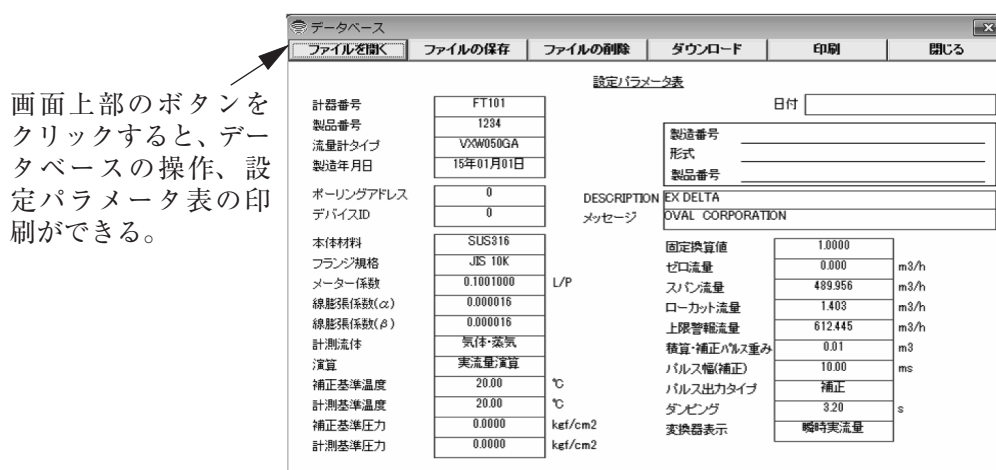 データベース
ファイルを開く ファイルの保存 ファイルの削除 ダウンロード 印刷 閉じる
画面上部のボタンを
クリックすると、デー
タベースの操作、設
定パラメータ表の印
刷ができる。
設定パラメータ表
日付
計器番号 FT101
製品番号 1234
流量計タイプ VXW050GA
製造年月日 15年01月01日
製造番号
形式
製品番号
ポーリングアドレス 0
デバイスID 0
DESCRIPTION EX DELTA
メッセージ OVAL CORPORATION
本体材料 SUS316
フランジ規格 JIS 10K
メーター係数 0.1001000 L/P
線膨張係数(α) 0.000016
線膨張係数(β) 0.000016
計測流体 気体・蒸気
演算 実流量演算
補正基準温度 20.00 ℃
計測基準温度 20.00 ℃
補正基準圧力 0.0000 kgf/cm2
計測基準圧力 0.0000 kgf/cm2
固定換算値 1.0000
ゼロ流量 0.000 m3/h
スパン流量 489.956 m3/h
ローカット流量 1.403 m3/h
上限警報流量 612.445 m3/h
積算・補正パルス重み 0.01 m3
パルス幅(補正) 10.00 ms
パルス出力タイプ 補正
ダンピング 3.20 s
変換器表示 瞬時実流量